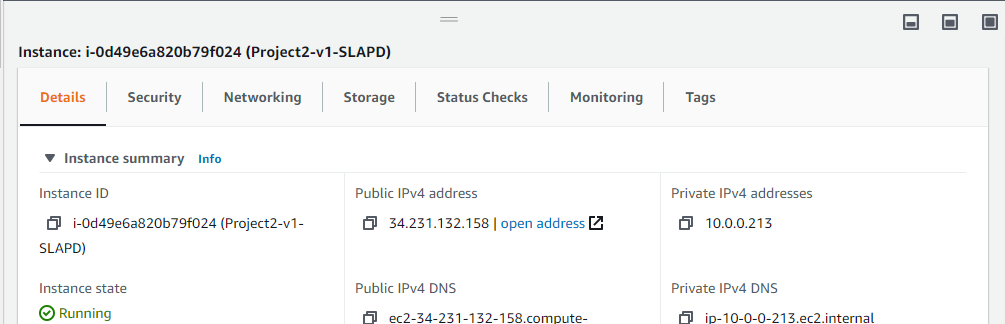 Instance: i-0d49e6a820b79f024 (Project2-v1-SLAPD)
Details Security Networking Storage Status Checks Monitoring Tags
Instance summary Info
Instance ID
i-0d49e6a820b79f024 (Project2-v1-
SLAPD)
Public IPv4 address
34.231.132.158 | open address
Private IPv4 addresses
10.0.0.213
Instance state
Running
Public IPv4 DNS
ec2-34-231-132-158.compute-
Private IPv4 DNS
ip-10-0-0-213.ec2.internal